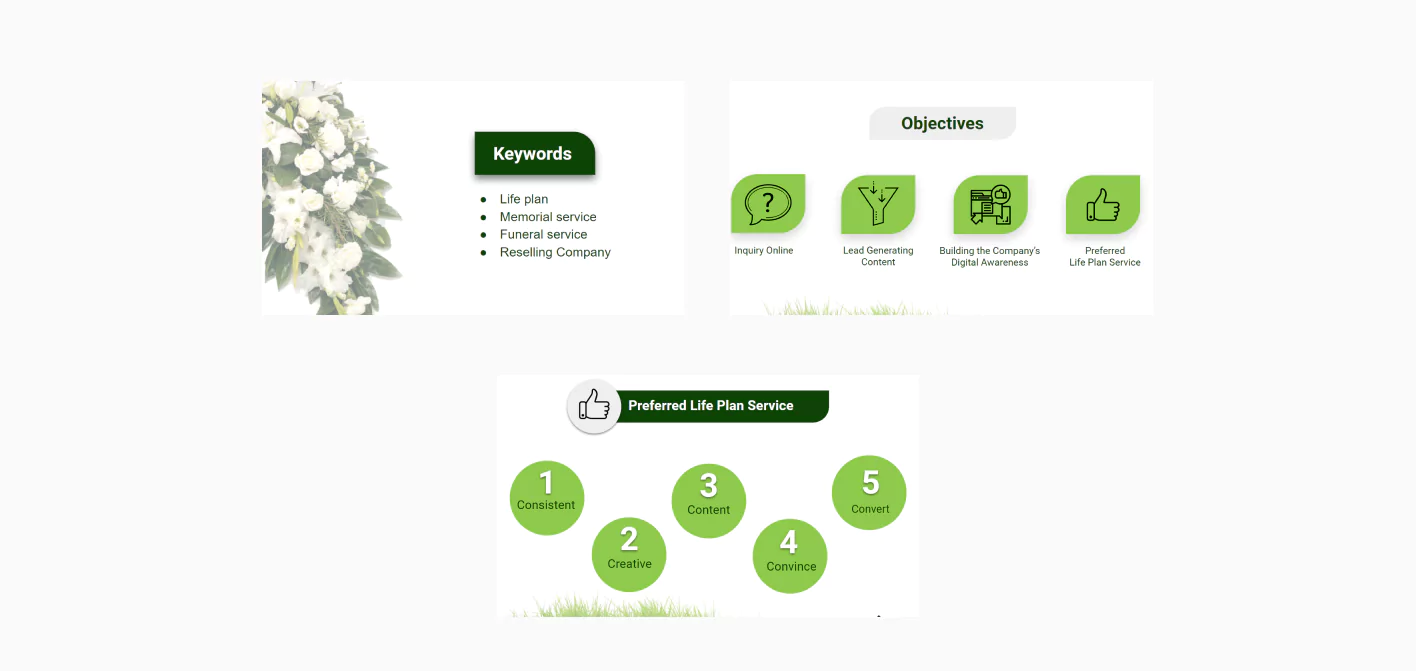 Keywords
● Life plan
● Memorial service
● Funeral service
● Reselling Company
Objectives
?
Inquiry Online
Lead Generating
Content
Building the Company's
Digital Awareness
Preferred
Life Plan Service
Preferred Life Plan Service
1
Consistent
2
Creative
3
Content
4
Convince
5
Convert